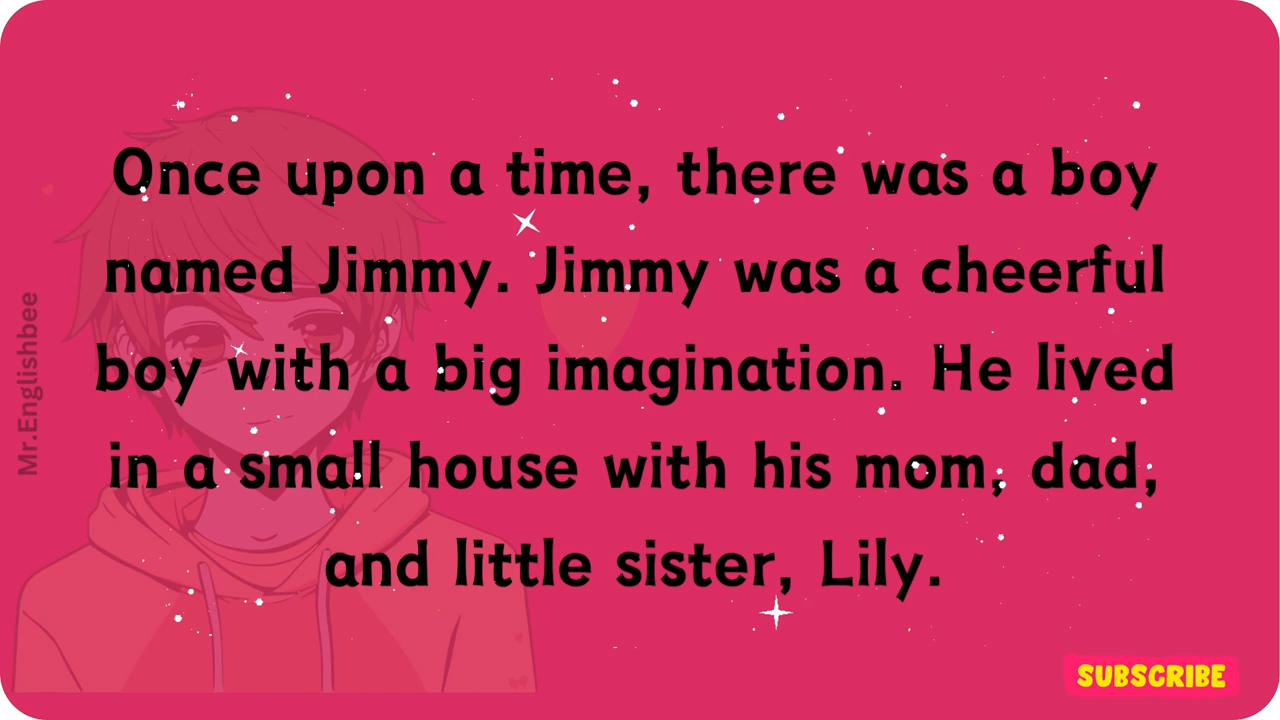 Once upon a time, there was a boy
named Jimmy. Jimmy was a cheerful
boy with a big imagination. He lived
in a small house with his mom, dad,
and little sister, Lily.
Mr.Englishbee
SUBSCRIBE